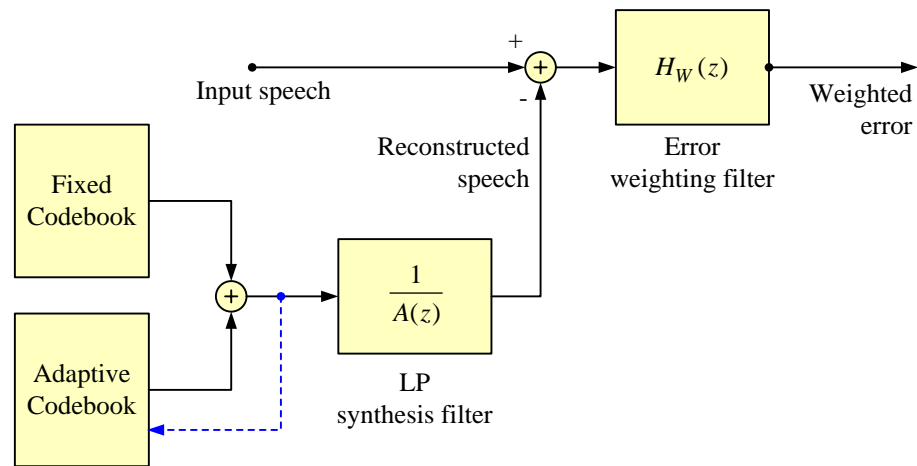 +
+
Input speech
-
H_W(z)
Weighted
error
Reconstructed
speech
Error
weighting filter
Fixed
Codebook
+
1
A(z)
Adaptive
Codebook
LP
synthesis filter